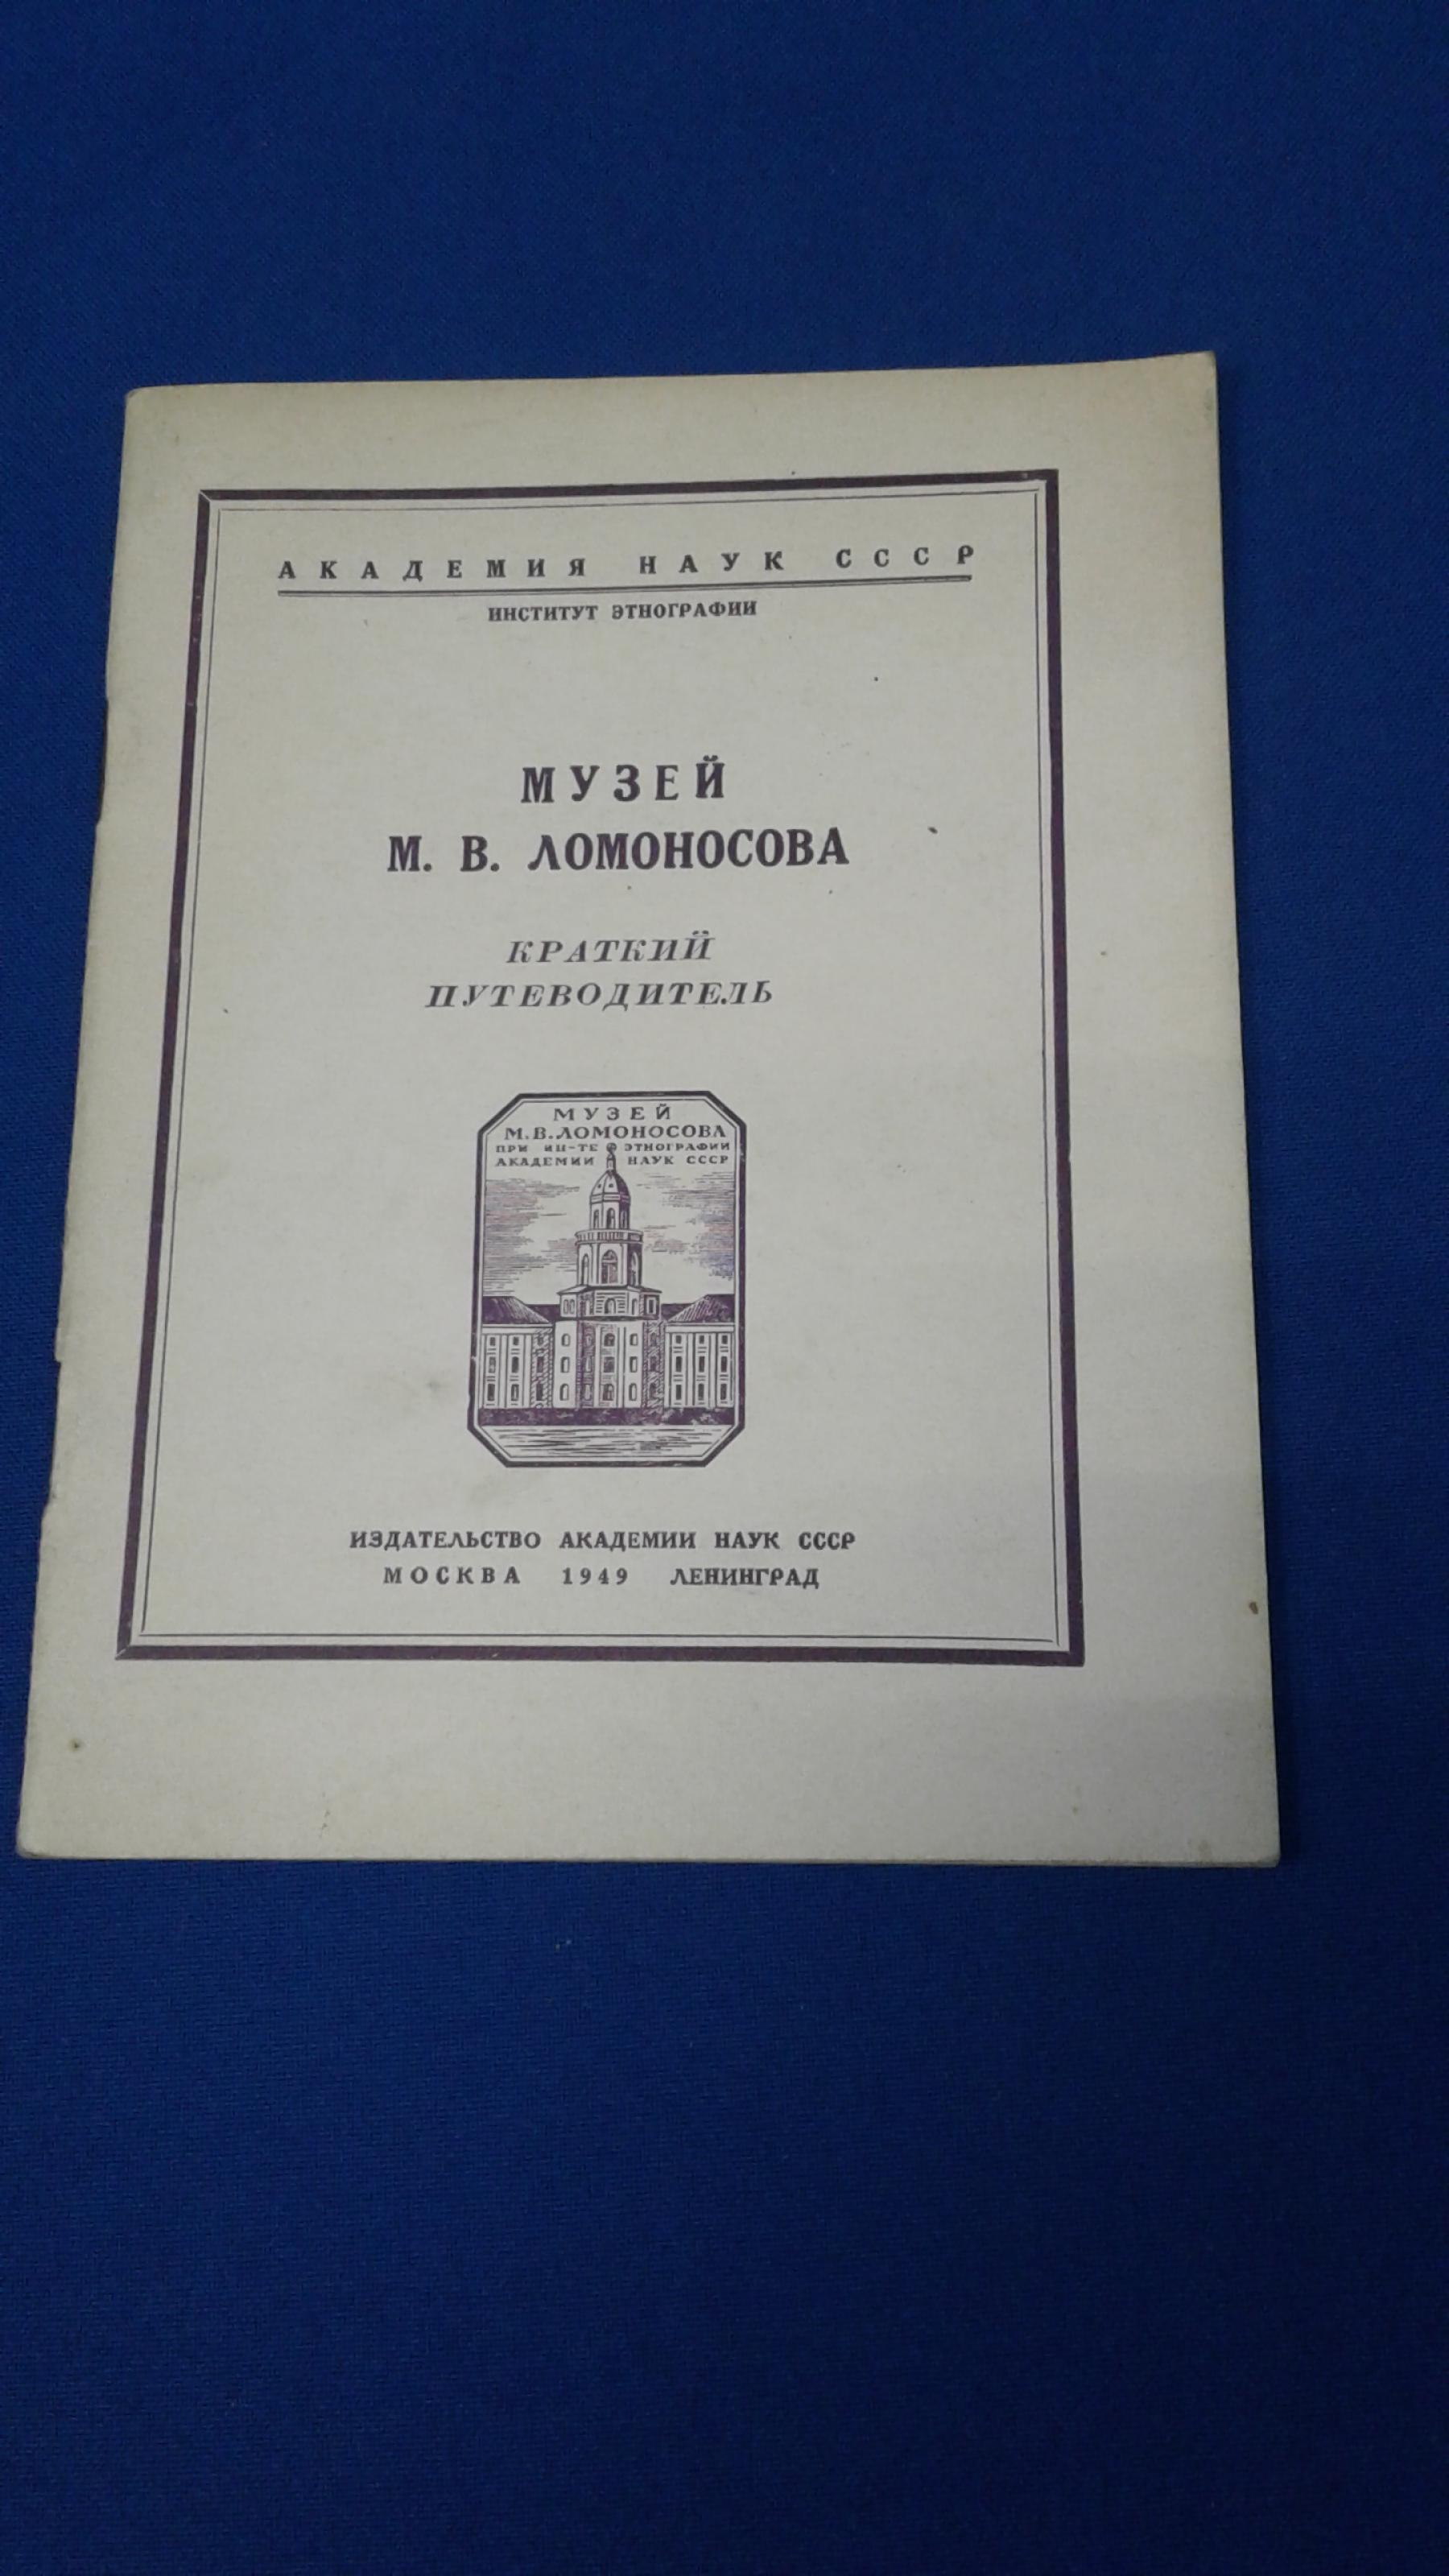 АКАДЕМИЯ НАУК СССР
ИНСТИТУТ ЭТНОГРАФИИ
МУЗЕЙ
М. В. ЛОМОНОСОВА
КРАТКИЙ
ПУТЕВОДИТЕЛЬ
МУЗЕЙ
М.В.ЛОМОНОСОВА
ПРИ ИН-ТЕ ЭТНОГРАФИИ
АКАДЕМИИ НАУК СССР
ИЗДАТЕЛЬСТВО АКАДЕМИИ НАУК СССР
МОСКВА 1949 ЛЕНИНГРАД